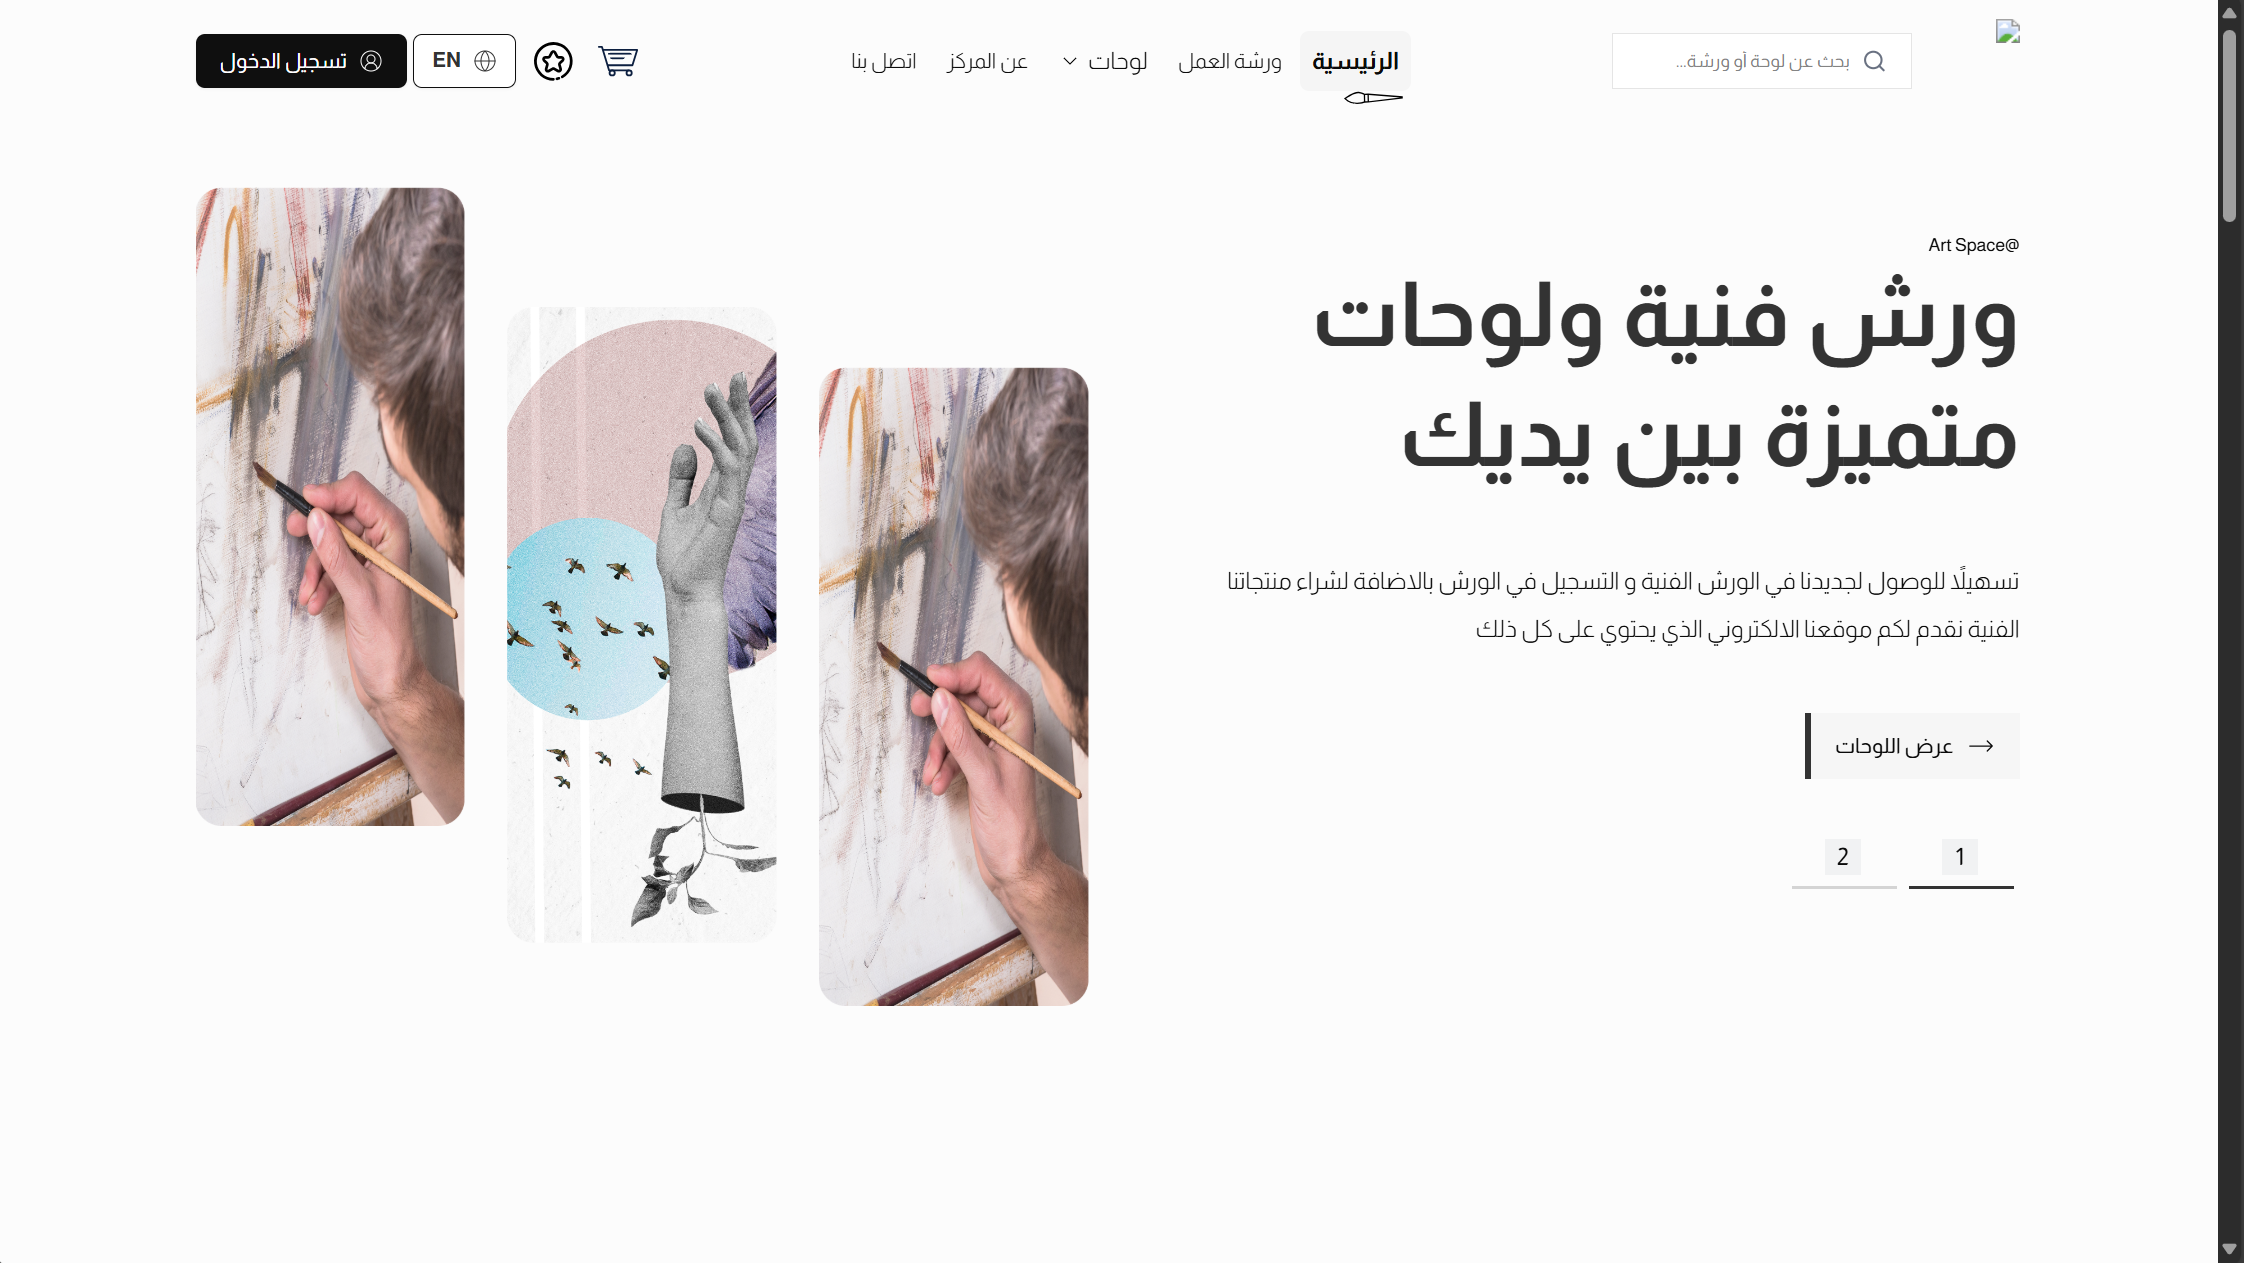 بحث عن لوحة أو ورشة...
الرئيسية
ورشة العمل
لوحات
عن المركز
اتصل بنا
EN
تسجيل الدخول
@Art Space
ورش فنية ولوحات
متميزة بين يديك
تسهيلاً للوصول لجديدنا في الورش الفنية و التسجيل في الورش بالاضافة لشراء منتجاتنا
الفنية نقدم لكم موقعنا الالكتروني الذي يحتوي على كل ذلك
عرض اللوحات
1
2